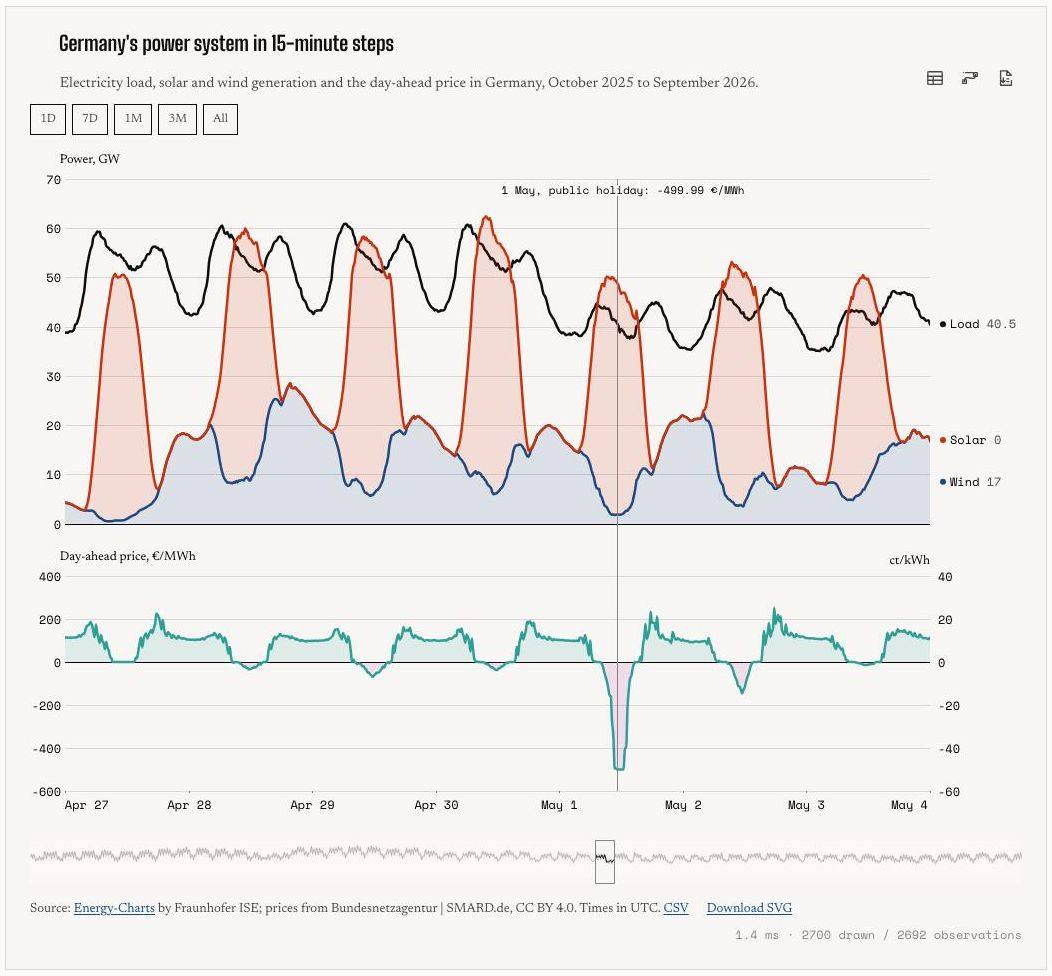 Germany's power system in 15-minute steps
Electricity load, solar and wind generation and the day-ahead price in Germany, October 2025 to September 2026.
1D 7D 1M 3M All
Power, GW
70
1 May, public holiday: -499.99 €/MWh
60
50
40
Load 40.5
30
20
Solar 0
10
Wind 17
0
Day-ahead price, €/MWh ct/kWh
400 40
200 20
0 0
-200 -20
-400 -40
-600 -60
Apr 27 Apr 28 Apr 29 Apr 30 May 1 May 2 May 3 May 4
Source: Energy-Charts by Fraunhofer ISE; prices from Bundesnetzagentur | SMARD.de, CC BY 4.0. Times in UTC. CSV Download SVG
1.4 ms · 2700 drawn / 2692 observations